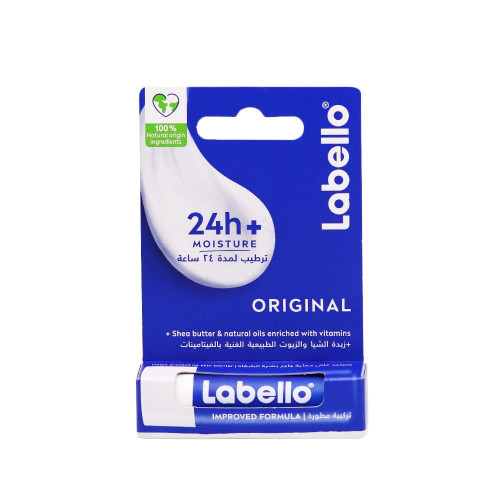 100%
Natural origin
ingredients
Labello®
24h+
MOISTURE
ترطيب لمدة ٢٤ ساعة
ORIGINAL
+ Shea butter & natural oils enriched with vitamins
+زبدة الشيا والزيوت الطبيعية الغنية بالفيتامينات
Labello®
IMPROVED FORMULA | تركيبة مطورة